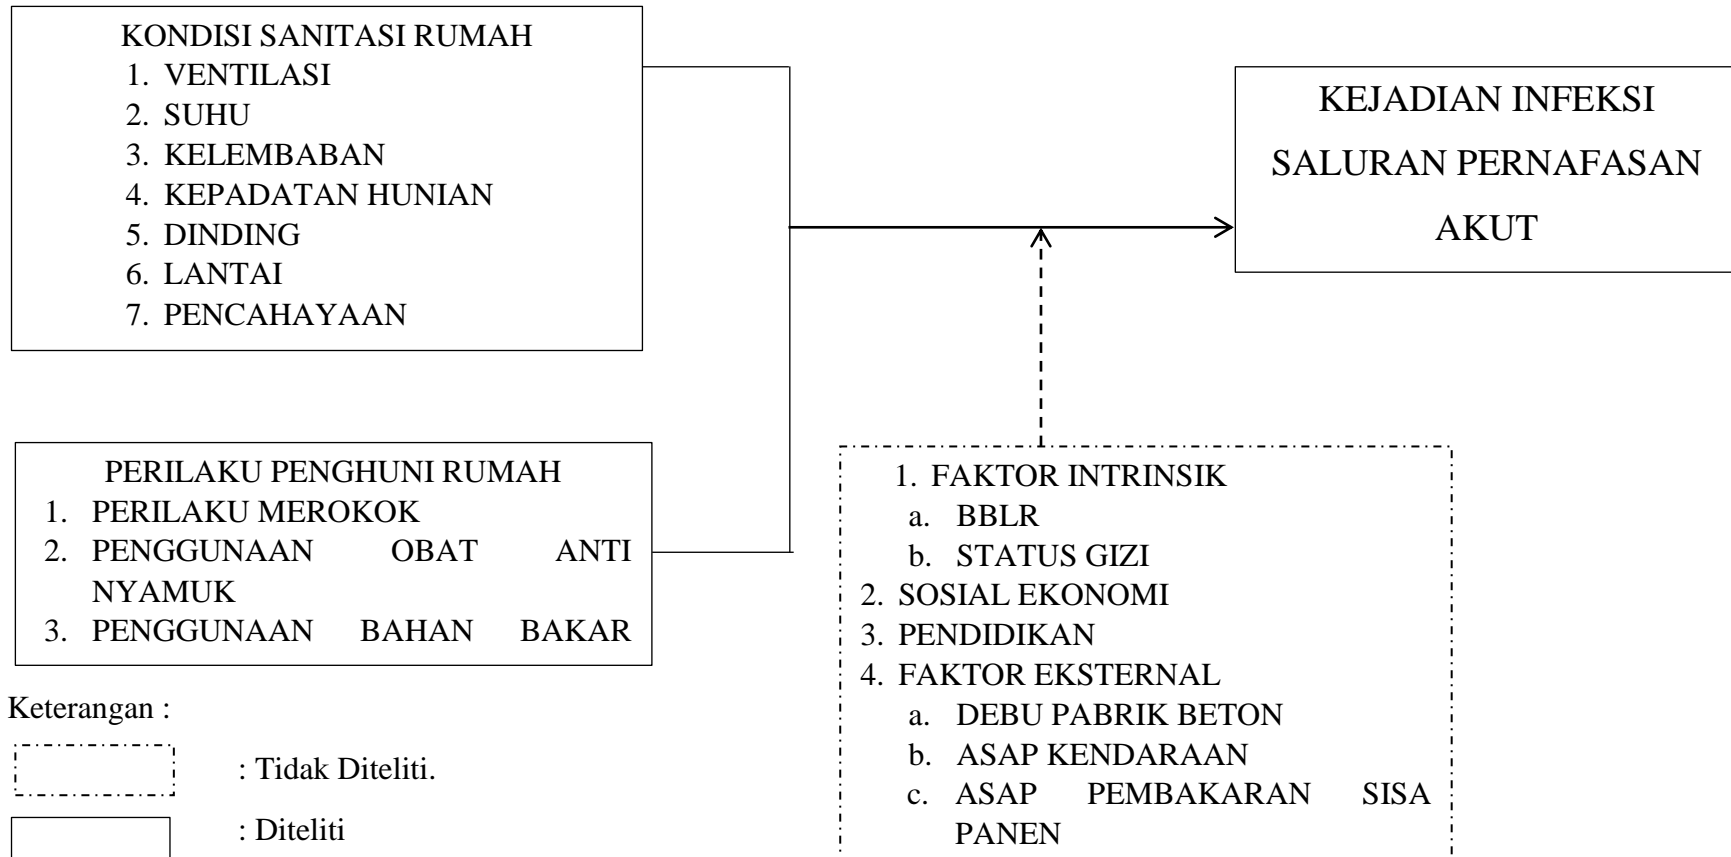 KONDISI SANITASI RUMAH
1. VENTILASI
2. SUHU
3. KELEMBABAN
4. KEPADATAN HUNIAN
5. DINDING
6. LANTAI
7. PENCAHAYAAN
KEJADIAN INFEKSI
SALURAN PERNAFASAN
AKUT
PERILAKU PENGHUNI RUMAH
1. PERILAKU MEROKOK
2. PENGGUNAAN OBAT ANTI
NYAMUK
3. PENGGUNAAN BAHAN BAKAR
1. FAKTOR INTRINSIK
a. BBLR
b. STATUS GIZI
2. SOSIAL EKONOMI
3. PENDIDIKAN
4. FAKTOR EKSTERNAL
a. DEBU PABRIK BETON
b. ASAP KENDARAAN
c. ASAP PEMBAKARAN SISA
PANEN
Keterangan :
: Tidak Diteliti.
: Diteliti